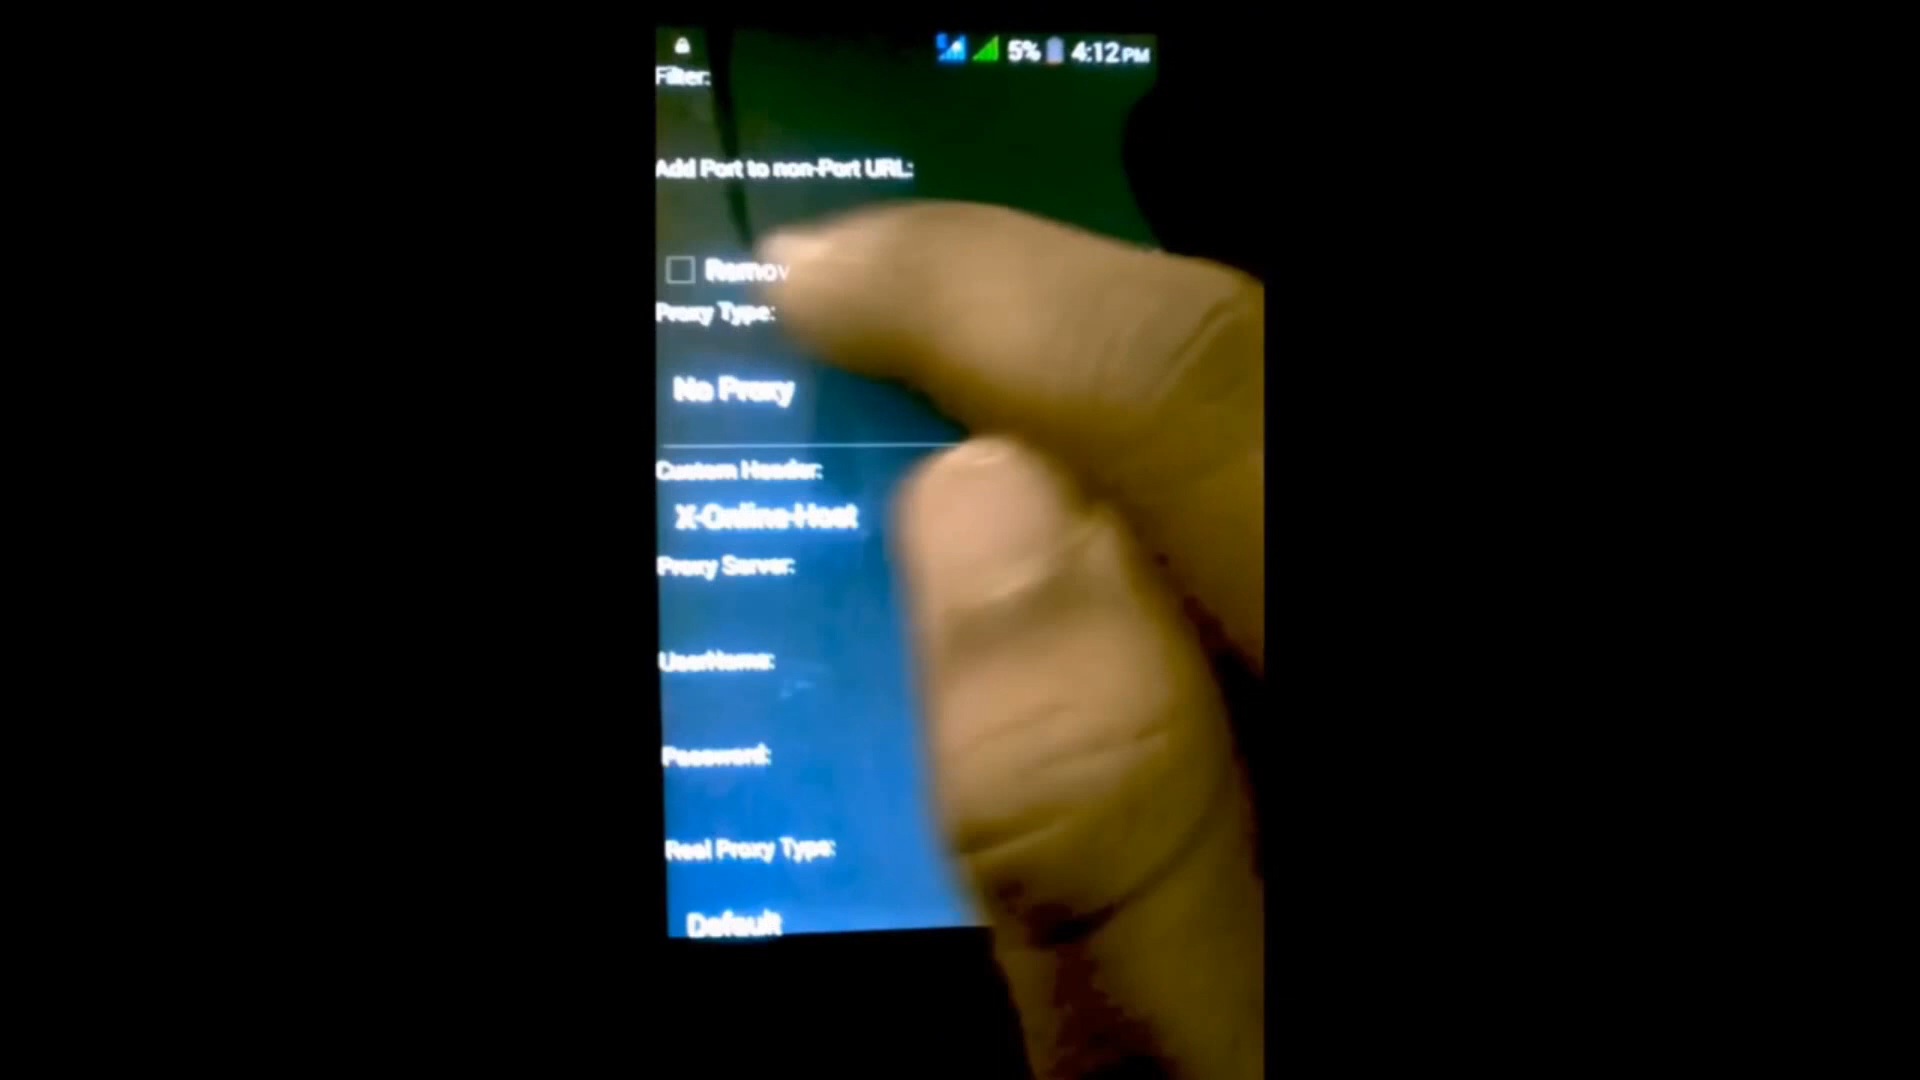 5% 4:12 PM
Filter:
Add Port to non-Port URL:
Remov
Proxy Type:
No Proxy
Custom Header:
X-Online-Host
Proxy Server:
UserName:
Password:
Real Proxy Type:
Default